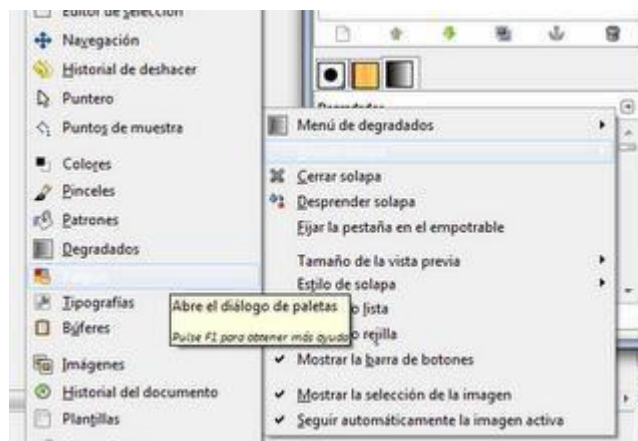 Editor de selección
Navegación
Historial de deshacer
Puntero
Puntos de muestra
Colores
Pinceles
Patrones
Degradados
Tipografías
Búferes
Imágenes
Historial del documento
Plantillas
Abre el diálogo de paletas
Pulse F1 para obtener más ayuda
Degradados
Menú de degradados
Cerrar solapa
Desprender solapa
Fijar la pestaña en el empotrable
Tamaño de la vista previa
Estilo de solapa
o lista
o rejilla
Mostrar la barra de botones
Mostrar la selección de la imagen
Seguir automáticamente la imagen activa